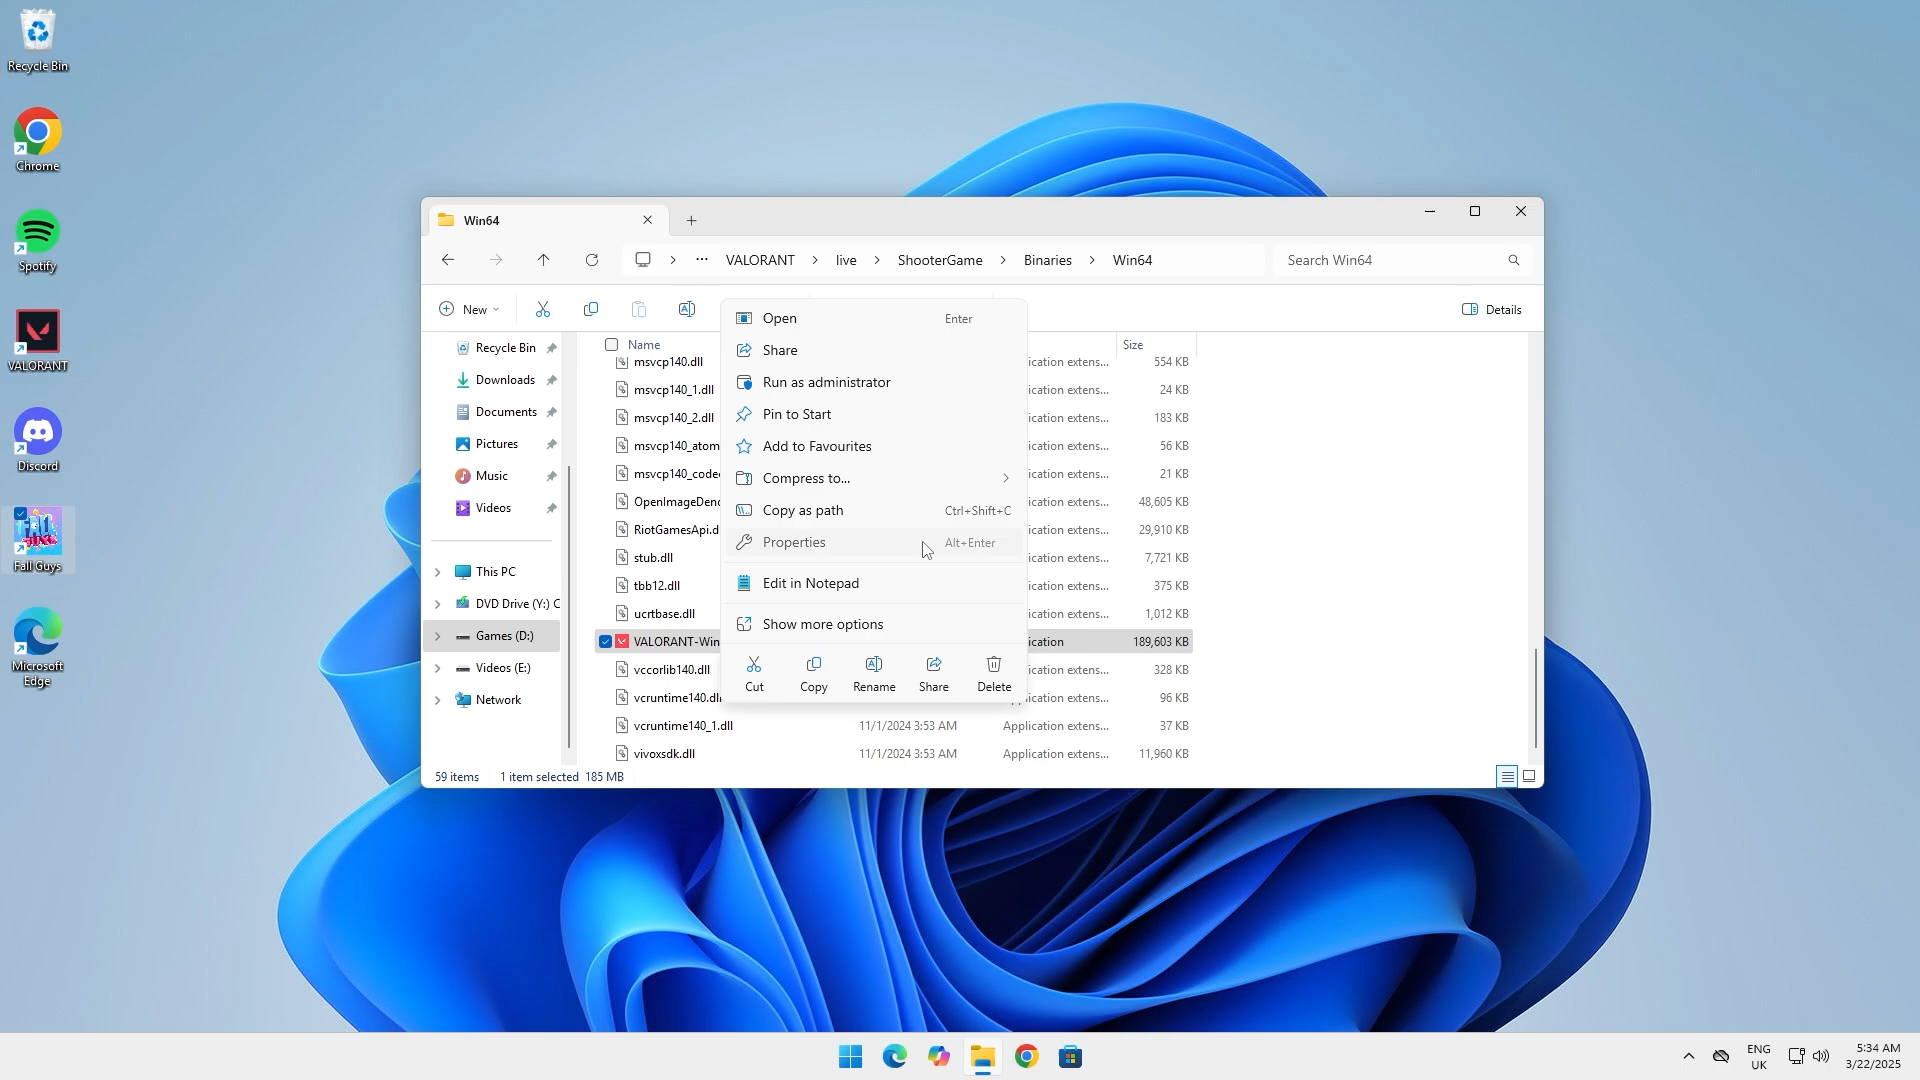 Recycle Bin
Chrome
Spotify
VALORANT
Discord
Fall Guys
Microsoft
Edge
Win64
VALORANT
live
ShooterGame
Binaries
Win64
Search Win64
New
Details
Recycle Bin
Downloads
Documents
Pictures
Music
Videos
This PC
DVD Drive (Y:) C
Games (D:)
Videos (E:)
Network
Name
Size
msvcp140.dll
ication extens...
554 KB
msvcp140_1.dll
ication extens...
24 KB
msvcp140_2.dll
ication extens...
183 KB
msvcp140_atom
ication extens...
56 KB
msvcp140_code
ication extens...
21 KB
OpenImageDeno
ication extens...
48,605 KB
RiotGamesApi.d
ication extens...
29,910 KB
stub.dll
ication extens...
7,721 KB
tbb12.dll
ication extens...
375 KB
ucrtbase.dll
ication extens...
1,012 KB
VALORANT-Win
ication
189,603 KB
vccorlib140.dll
ication extens...
328 KB
vcruntime140.dll
ication extens...
96 KB
vcruntime140_1.dll
11/1/2024 3:53 AM
Application extens...
37 KB
vivoxsdk.dll
11/1/2024 3:53 AM
Application extens...
11,960 KB
Open
Enter
Share
Run as administrator
Pin to Start
Add to Favourites
Compress to...
Copy as path
Ctrl+Shift+C
Properties
Alt+Enter
Edit in Notepad
Show more options
Cut
Copy
Rename
Share
Delete
59 items
1 item selected 185 MB
ENG
UK
5:34 AM
3/22/2025